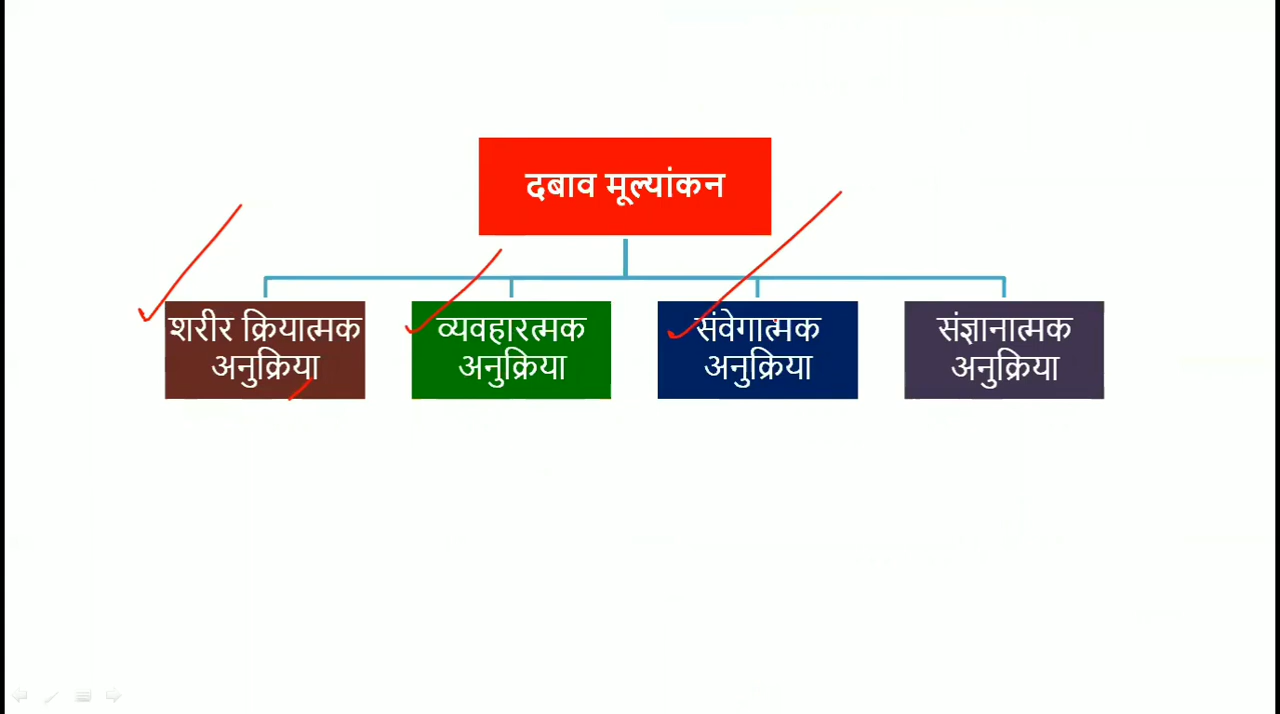 दबाव मूल्यांकन
शरीर क्रियात्मक
अनुक्रिया
व्यवहारत्मक
अनुक्रिया
संवेगात्मक
अनुक्रिया
संज्ञानात्मक
अनुक्रिया